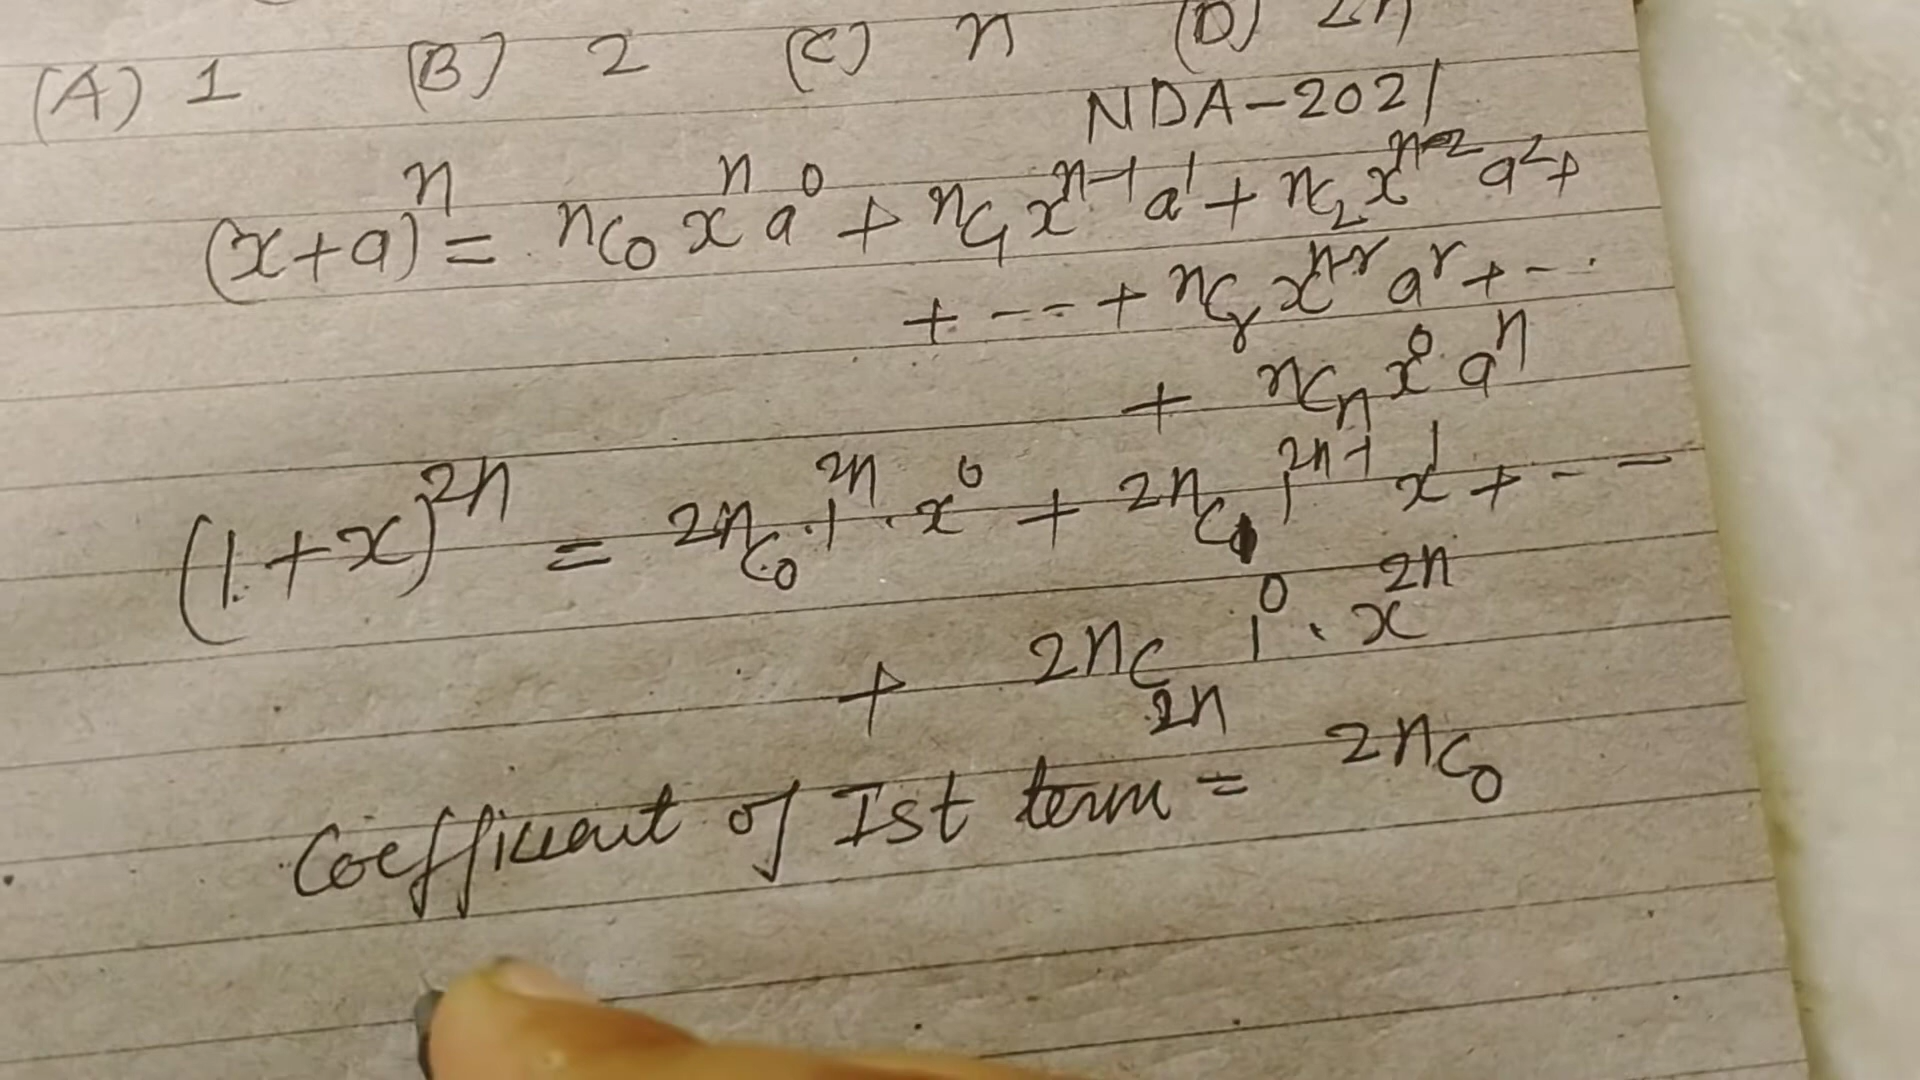 (A) 1 (B) 2 (C) n (D) 2n
NDA-2021
(x+a)^n = nC0 x^n a^0 + nC1 x^n-1 a^1 + nC2 x^n-2 a^2 +
+ --- + nCr x^n-r a^r + -- .
+ nCn x^0 a^n
(1+x)^2n = 2nC0 . 1^2n . x^0 + 2nC1 1^2n-1 x^1 + - - -
+ 2nC2n 1^0 . x^2n
Coefficient of Ist term = 2nC0